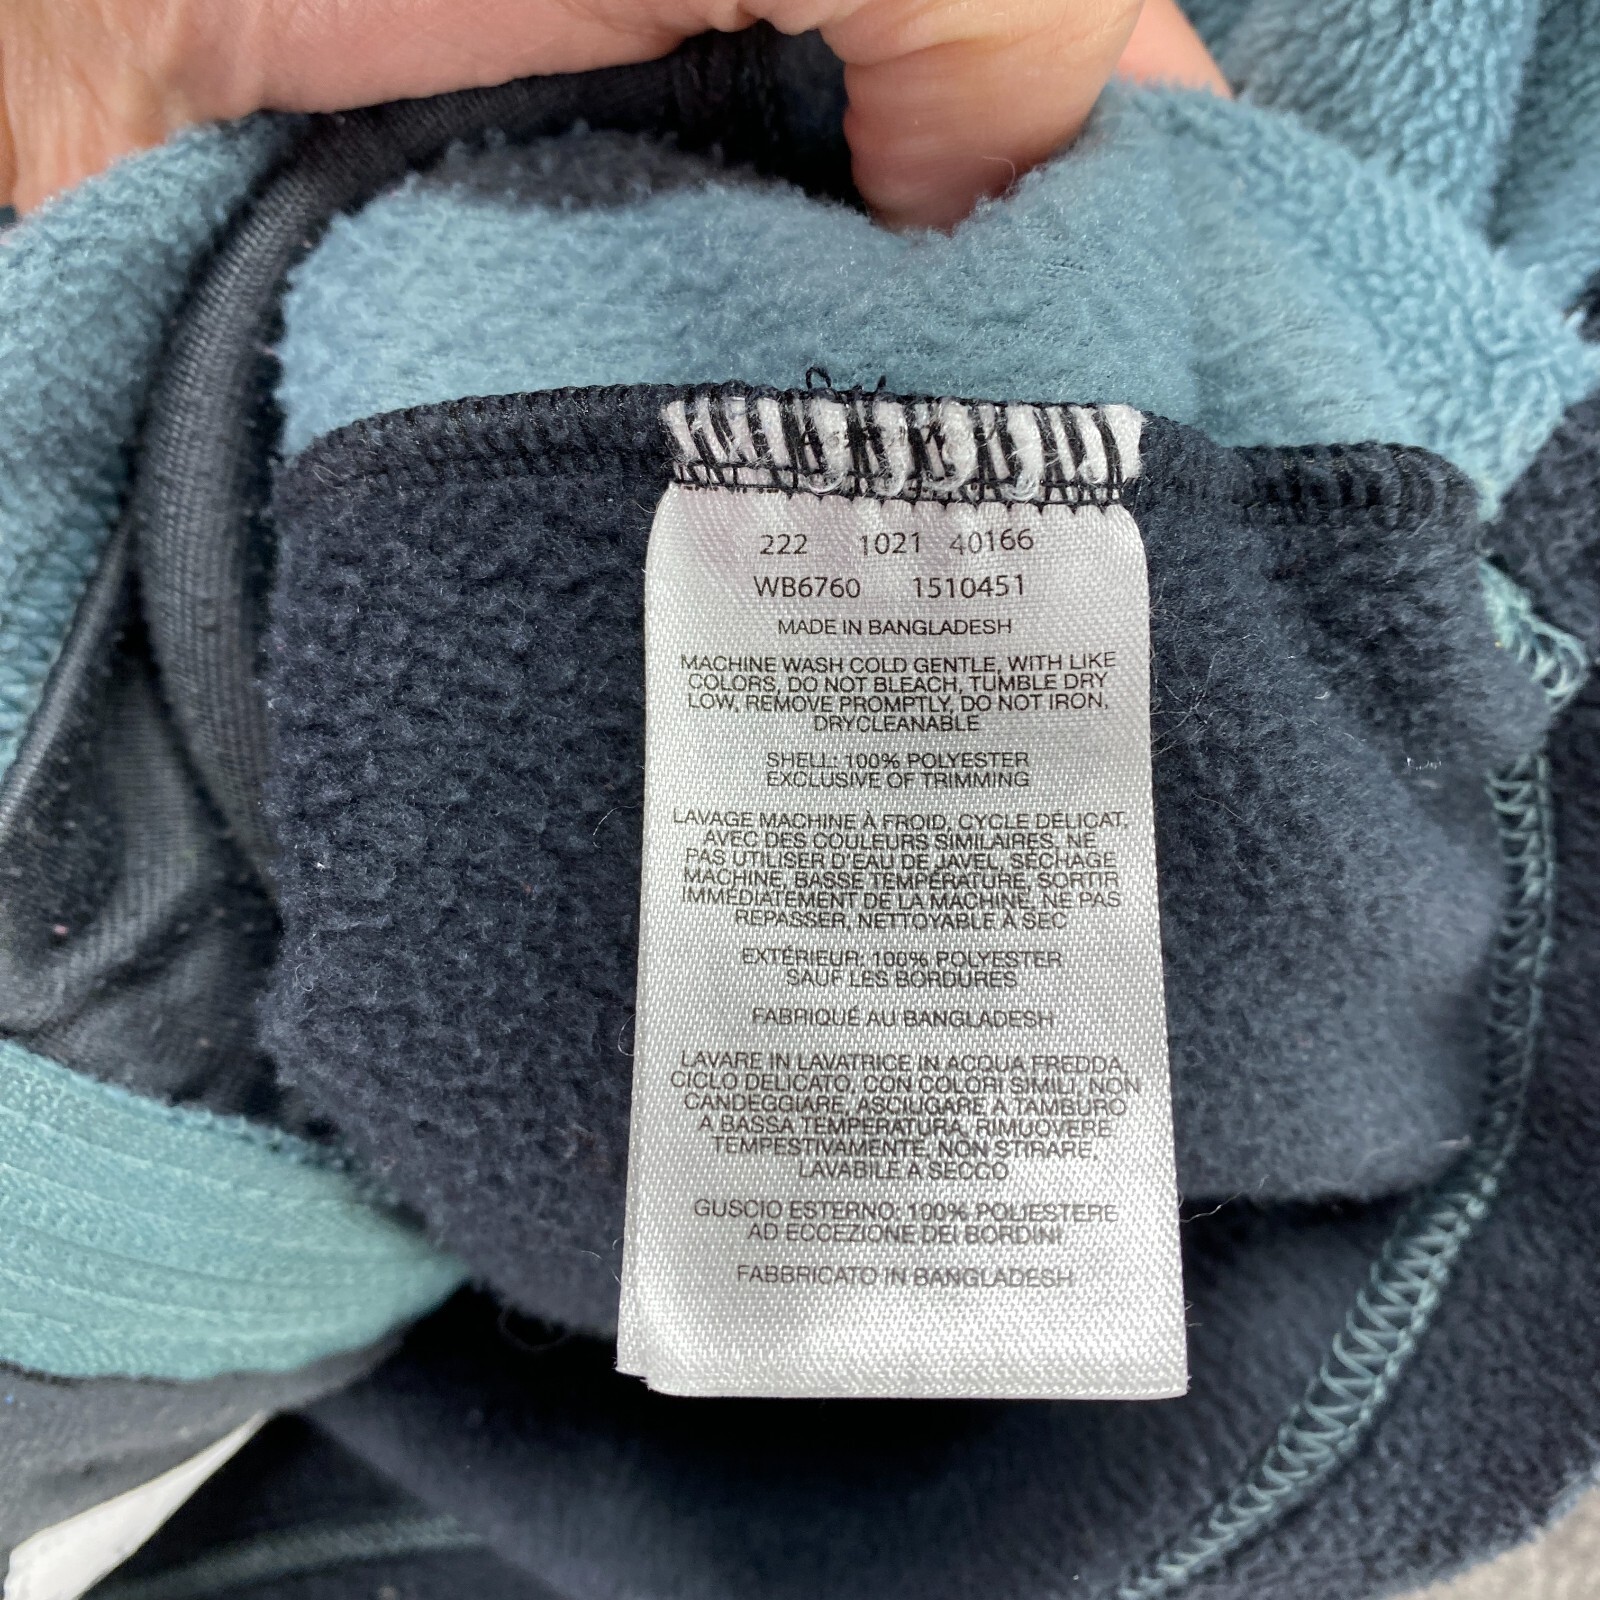 222 1021 40166
WB6760 1510451
MADE IN BANGLADESH
MACHINE WASH COLD GENTLE, WITH LIKE
COLORS, DO NOT BLEACH, TUMBLE DRY
LOW, REMOVE PROMPTLY, DO NOT IRON,
DRYCLEANABLE
SHELL: 100% POLYESTER
EXCLUSIVE OF TRIMMING
LAVAGE MACHINE À FROID, CYCLE DÉLICAT,
AVEC DES COULEURS SIMILAIRES, NE
PAS UTILISER D'EAU DE JAVEL, SÉCHAGE
MACHINE, BASSE TEMPÉRATURE, SORTIR
IMMÉDIATEMENT DE LA MACHINE, NE PAS
REPASSER, NETTOYABLE À SEC
EXTÉRIEUR: 100% POLYESTER
SAUF LES BORDURES
FABRIQUÉ AU BANGLADESH
LAVARE IN LAVATRICE IN ACQUA FREDDA,
CICLO DELICATO, CON COLORI SIMILI, NON
CANDEGGIARE, ASCIUGARE A TAMBURO
A BASSA TEMPERATURA, RIMUOVERE
TEMPESTIVAMENTE, NON STIRARE,
LAVABILE A SECCO
GUSCIO ESTERNO: 100% POLIESTERE
AD ECCEZIONE DEI BORDINI
FABBRICATO IN BANGLADESH